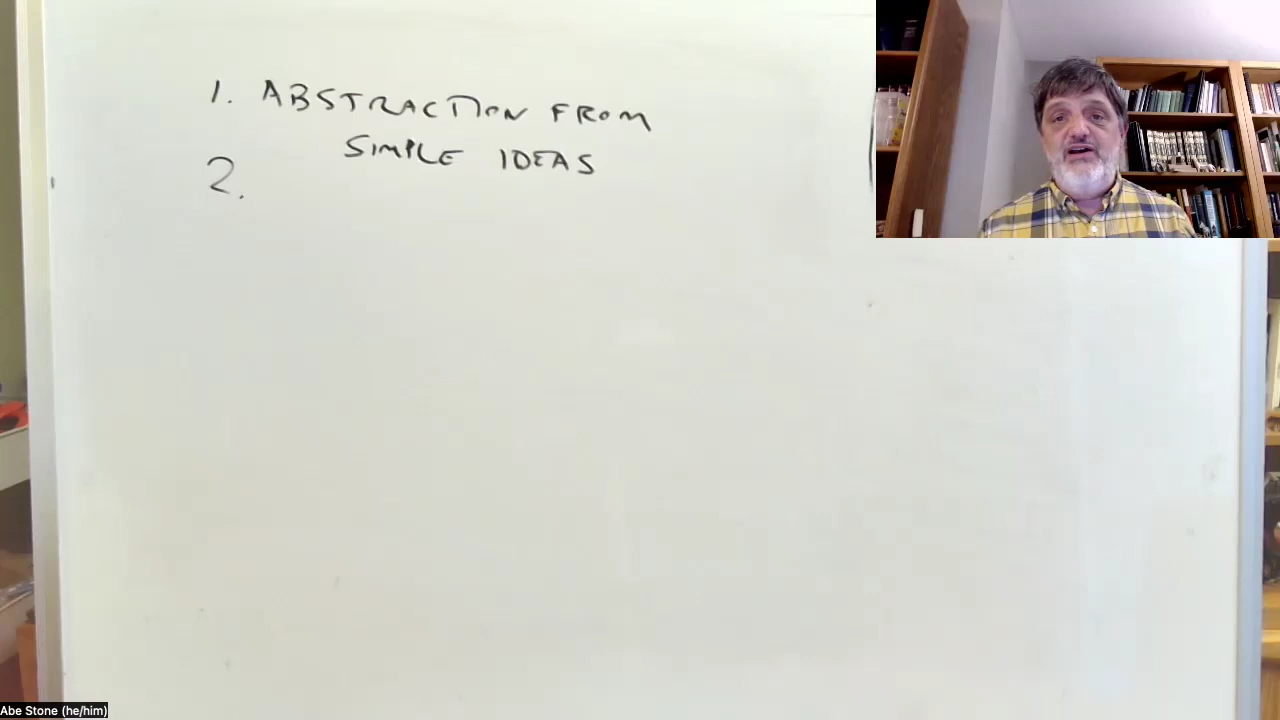 1. ABSTRACTION FROM
SIMPLE IDEAS
2.
Abe Stone (he/him)